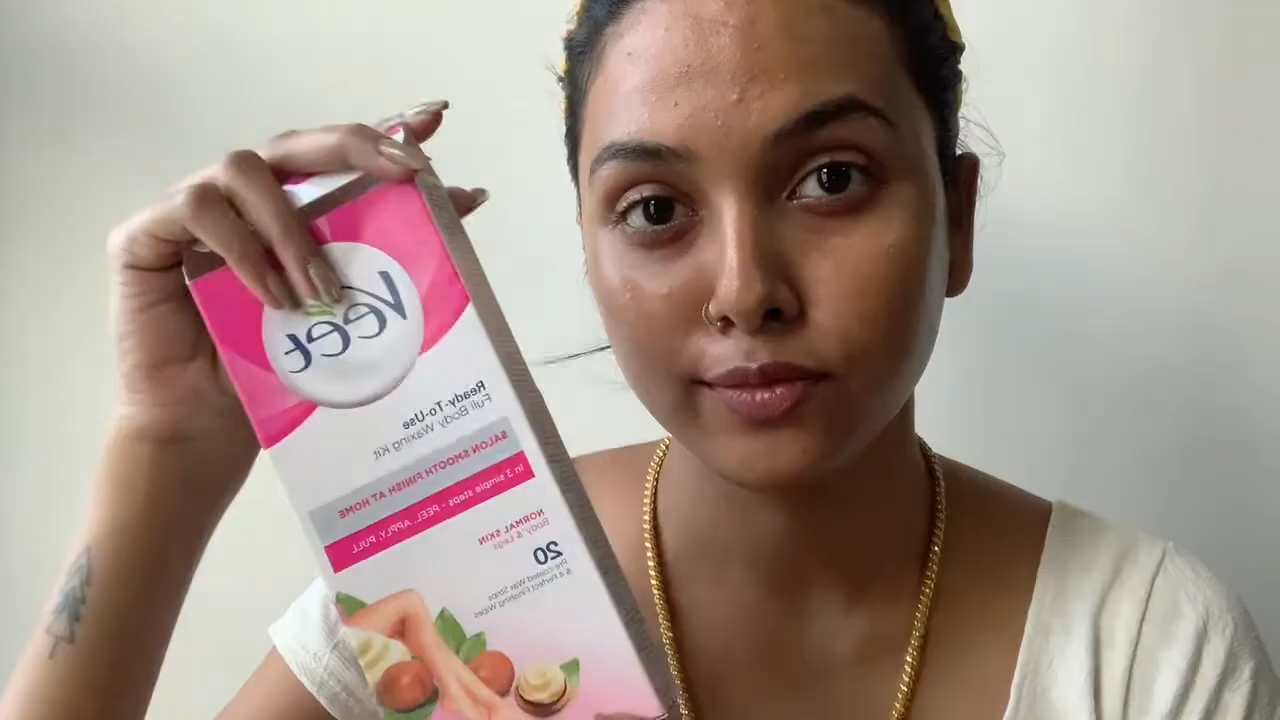 Veet
Ready-To-Use
Full Body Waxing Kit
SALON SMOOTH FINISH AT HOME
In 3 simple steps - PEEL, APPLY, PULL
NORMAL SKIN
Body & Legs
20
Pre-coated Wax Strips
& 4 Perfect Finishing Wipes